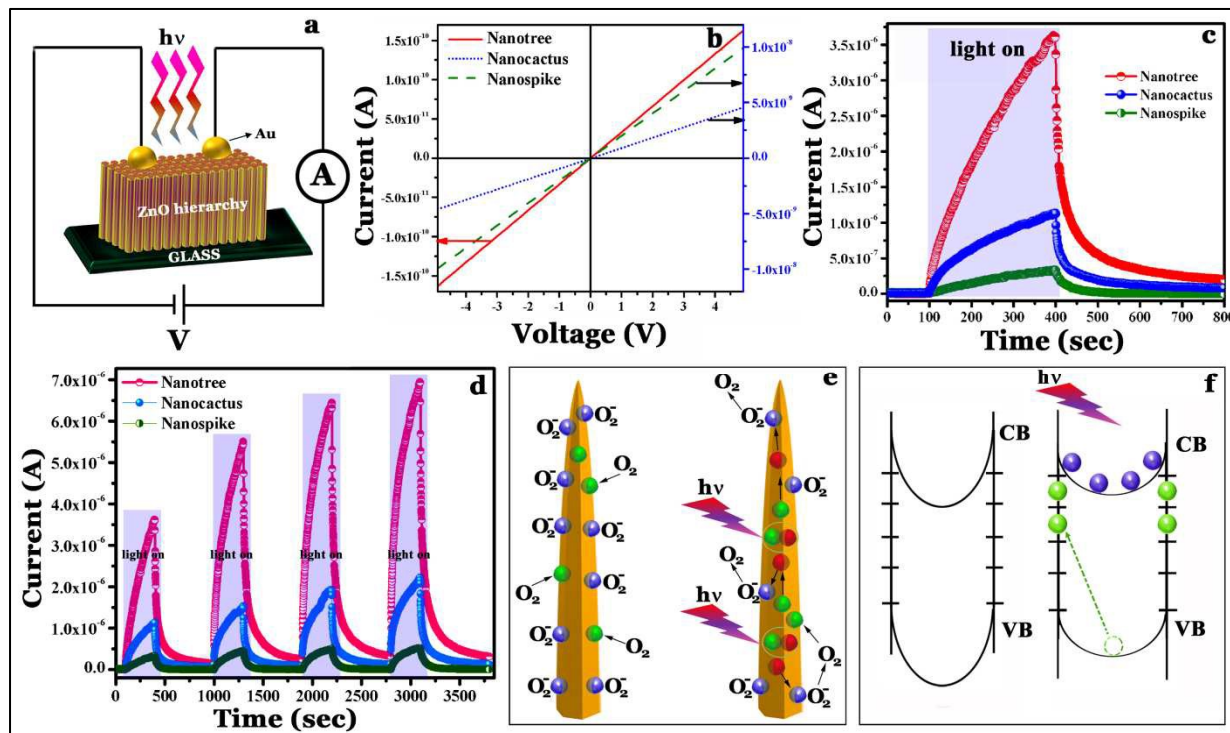 a
hν
Au
ZnO hierarchy
GLASS
A
V
b
Nanotree
Nanocactus
Nanospike
Current (A)
1.5x10⁻¹⁰
1.0x10⁻¹⁰
5.0x10⁻¹¹
0.0
-5.0x10⁻¹¹
-1.0x10⁻¹⁰
-1.5x10⁻¹⁰
1.0x10⁻⁸
5.0x10⁻⁹
0.0
-5.0x10⁻⁹
-1.0x10⁻⁸
Current (A)
-4 -3 -2 -1 0 1 2 3 4
Voltage (V)
c
light on
Nanotree
Nanocactus
Nanospike
Current (A)
3.5x10⁻⁶
3.0x10⁻⁶
2.5x10⁻⁶
2.0x10⁻⁶
1.5x10⁻⁶
1.0x10⁻⁶
5.0x10⁻⁷
0.0
0 100 200 300 400 500 600 700 800
Time (sec)
d
Nanotree
Nanocactus
Nanospike
light on light on light on light on
Current (A)
7.0x10⁻⁶
6.0x10⁻⁶
5.0x10⁻⁶
4.0x10⁻⁶
3.0x10⁻⁶
2.0x10⁻⁶
1.0x10⁻⁶
0.0
0 500 1000 1500 2000 2500 3000 3500
Time (sec)
e
O₂⁻ O₂⁻
O₂
O₂⁻
O₂⁻ O₂⁻
O₂
O₂⁻
O₂⁻ O₂
O₂⁻ O₂⁻
O₂
O₂⁻
O₂⁻
hν
O₂
O₂⁻
hν
O₂
O₂⁻ O₂⁻
f
hν
CB CB
VB VB